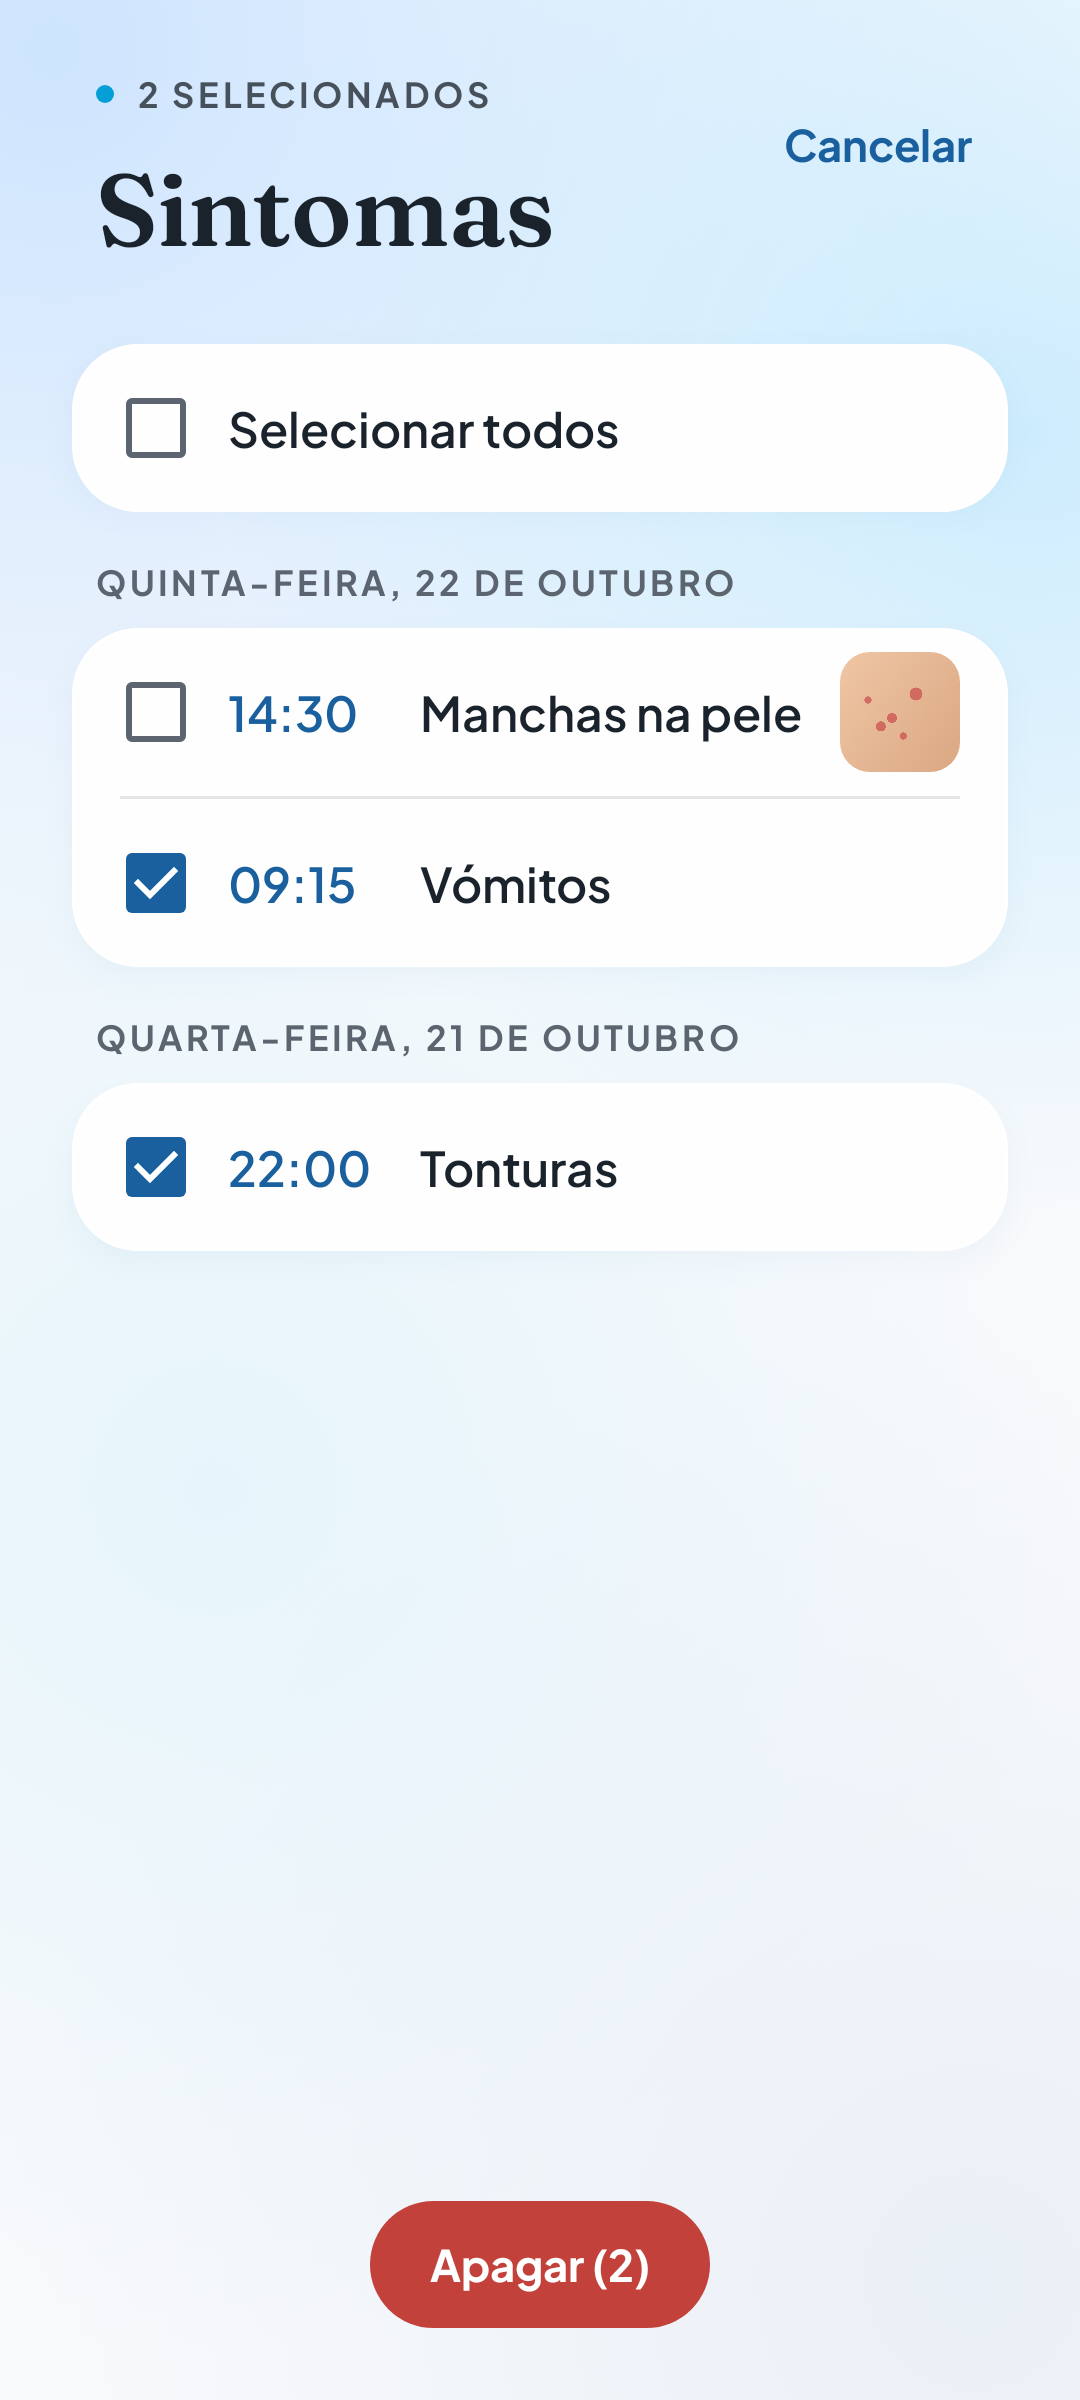 2 SELECIONADOS
Cancelar
Sintomas
Selecionar todos
QUINTA-FEIRA, 22 DE OUTUBRO
14:30 Manchas na pele
09:15 Vómitos
QUARTA-FEIRA, 21 DE OUTUBRO
22:00 Tonturas
Apagar (2)